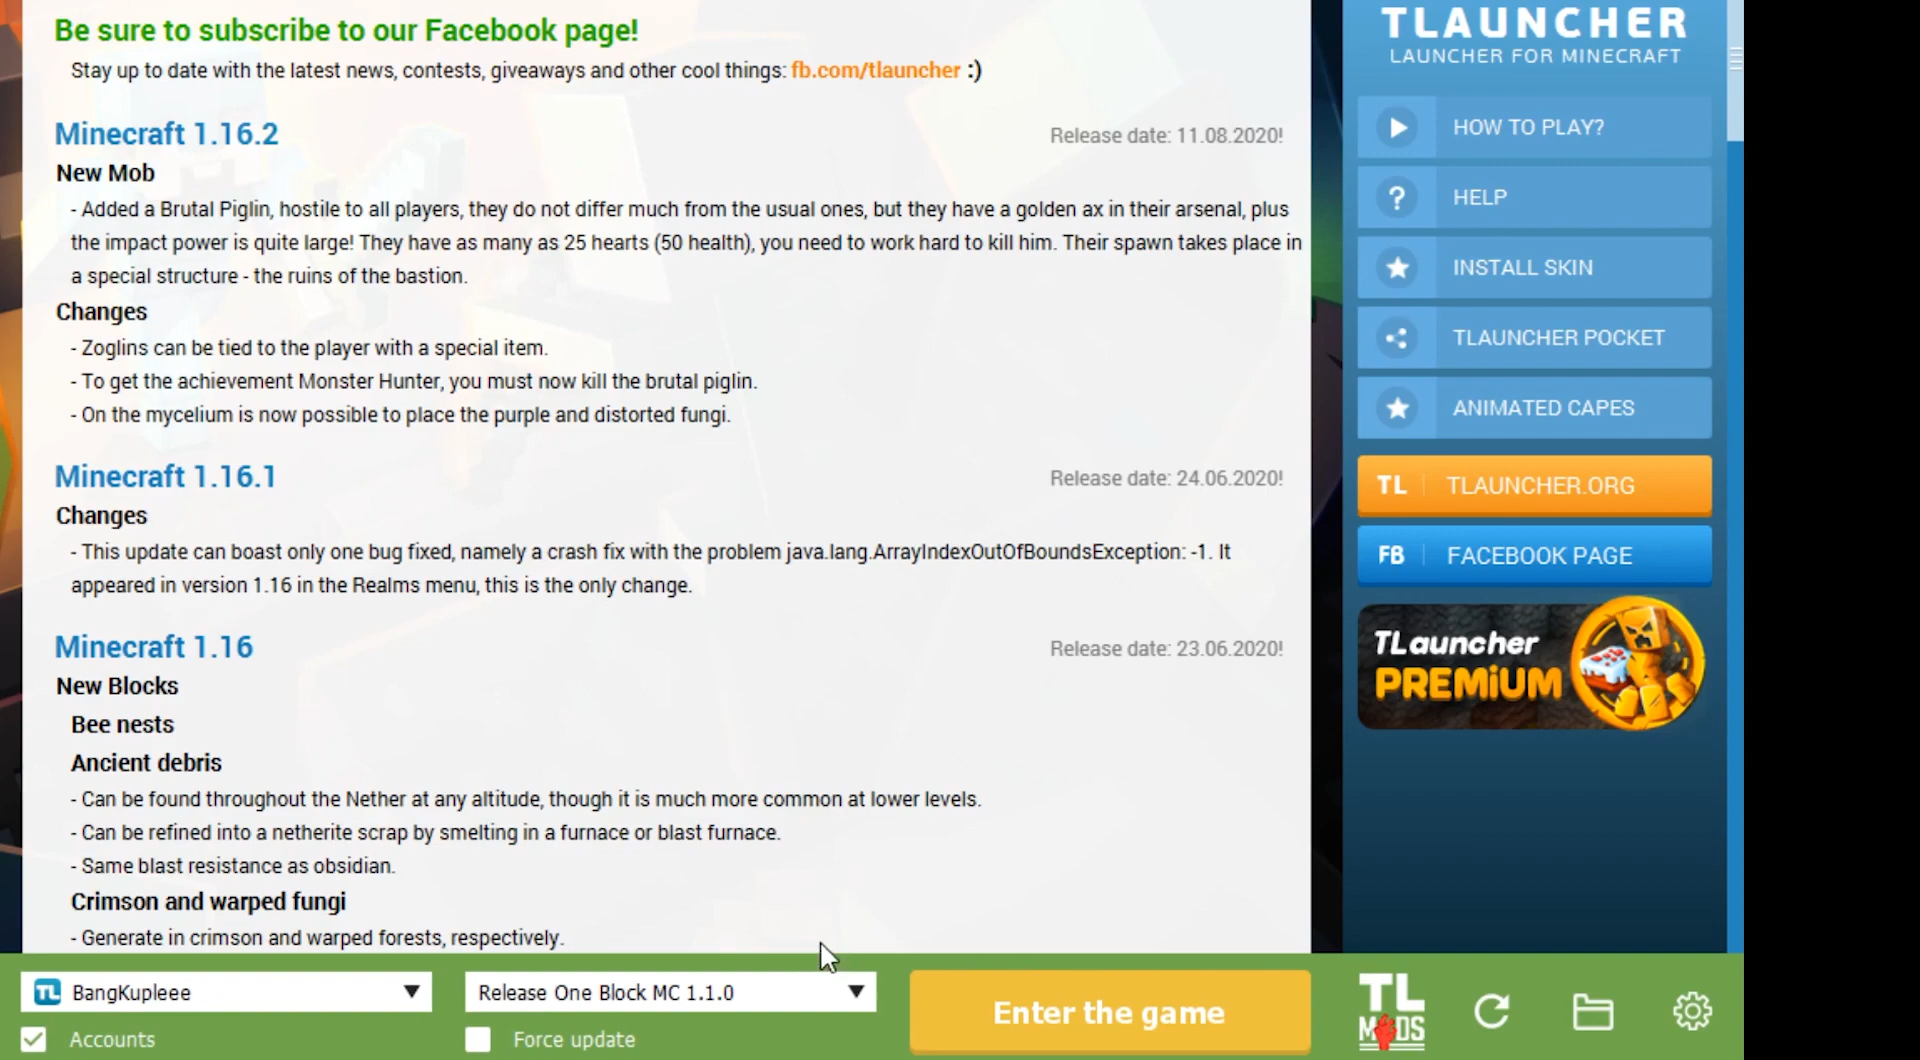 Be sure to subscribe to our Facebook page!
Stay up to date with the latest news, contests, giveaways and other cool things: fb.com/tlauncher :)
Minecraft 1.16.2
Release date: 11.08.2020!
New Mob
- Added a Brutal Piglin, hostile to all players, they do not differ much from the usual ones, but they have a golden ax in their arsenal, plus
the impact power is quite large! They have as many as 25 hearts (50 health), you need to work hard to kill him. Their spawn takes place in
a special structure - the ruins of the bastion.
Changes
- Zoglins can be tied to the player with a special item.
- To get the achievement Monster Hunter, you must now kill the brutal piglin.
- On the mycelium is now possible to place the purple and distorted fungi.
Minecraft 1.16.1
Release date: 24.06.2020!
Changes
- This update can boast only one bug fixed, namely a crash fix with the problem java.lang.ArrayIndexOutOfBoundsException: -1. It
appeared in version 1.16 in the Realms menu, this is the only change.
Minecraft 1.16
Release date: 23.06.2020!
New Blocks
Bee nests
Ancient debris
- Can be found throughout the Nether at any altitude, though it is much more common at lower levels.
- Can be refined into a netherite scrap by smelting in a furnace or blast furnace.
- Same blast resistance as obsidian.
Crimson and warped fungi
- Generate in crimson and warped forests, respectively.
TLAUNCHER
LAUNCHER FOR MINECRAFT
HOW TO PLAY?
? HELP
INSTALL SKIN
TLAUNCHER POCKET
ANIMATED CAPES
TL TLAUNCHER.ORG
FB FACEBOOK PAGE
TLauncher
PREMiUM
TL BangKupleee
Release One Block MC 1.1.0
Enter the game
TL
MODS
Accounts
Force update